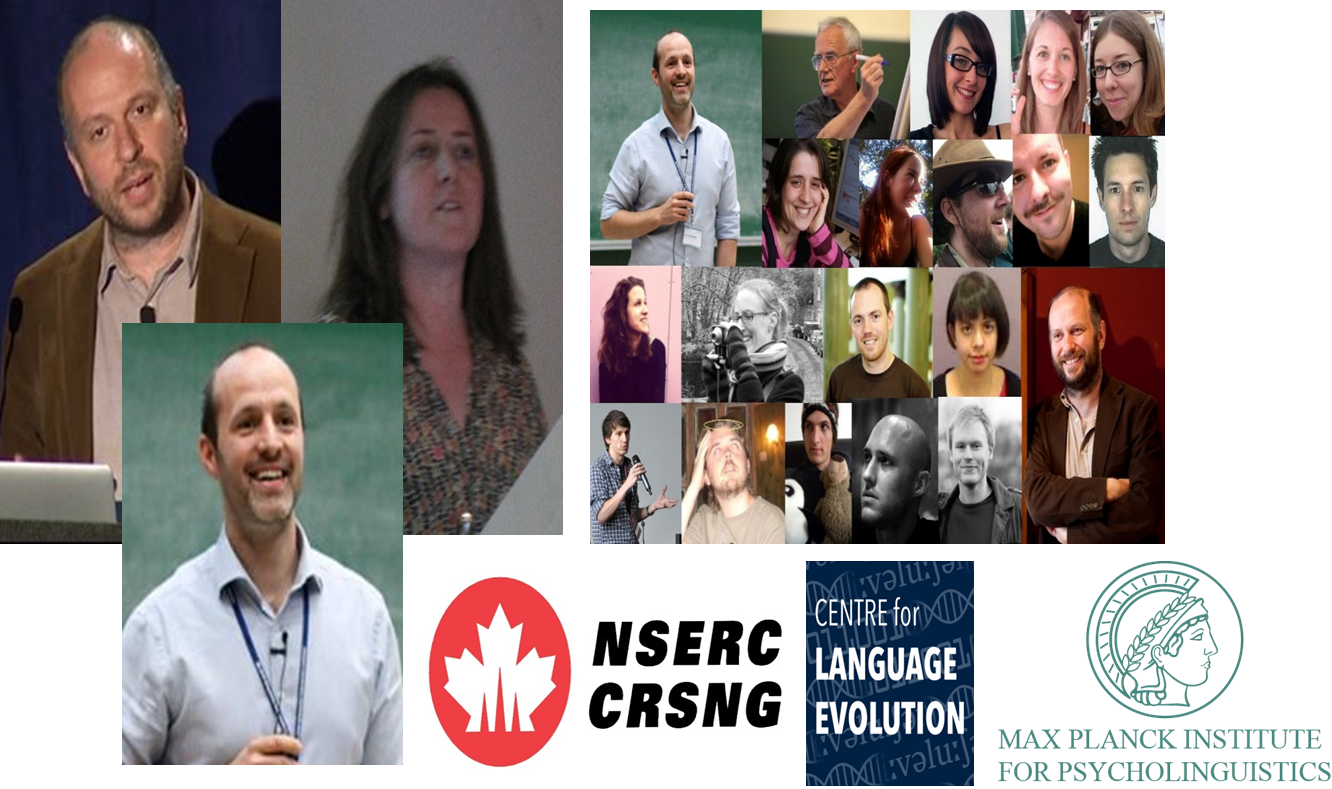 NSERC
CRSNG
CENTRE for
LANGUAGE
EVOLUTION
MAX PLANCK INSTITUTE
FOR PSYCHOLINGUISTICS